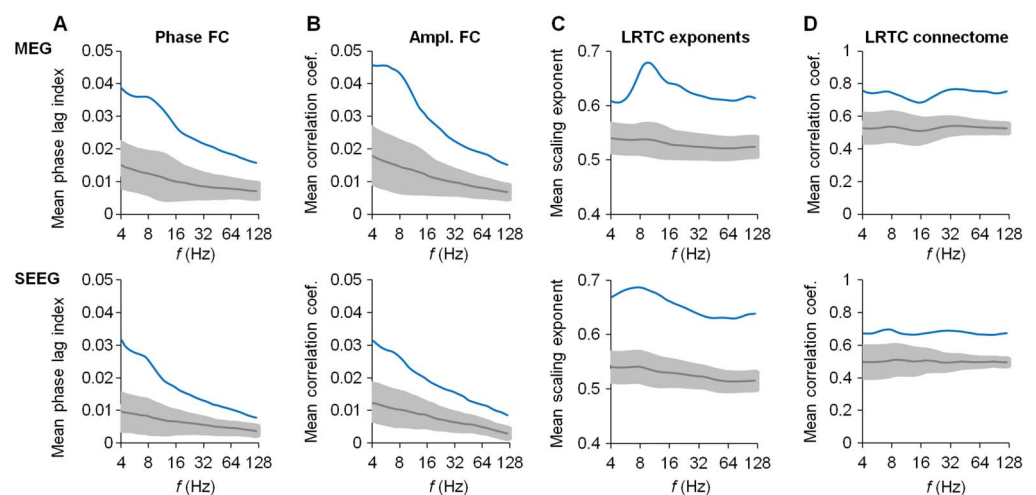 A Phase FC
B Ampl. FC
C LRTC exponents
D LRTC connectome
MEG
Mean phase lag index
0.05
0.04
0.03
0.02
0.01
0
4 8 16 32 64 128
f (Hz)
Mean correlation coef.
0.05
0.04
0.03
0.02
0.01
0
4 8 16 32 64 128
f (Hz)
Mean scaling exponent
0.7
0.6
0.5
0.4
4 8 16 32 64 128
f (Hz)
Mean correlation coef.
1
0.8
0.6
0.4
0.2
0
4 8 16 32 64 128
f (Hz)
SEEG
Mean phase lag index
0.05
0.04
0.03
0.02
0.01
0
4 8 16 32 64 128
f (Hz)
Mean correlation coef.
0.05
0.04
0.03
0.02
0.01
0
4 8 16 32 64 128
f (Hz)
Mean scaling exponent
0.7
0.6
0.5
0.4
4 8 16 32 64 128
f (Hz)
Mean correlation coef.
1
0.8
0.6
0.4
0.2
0
4 8 16 32 64 128
f (Hz)